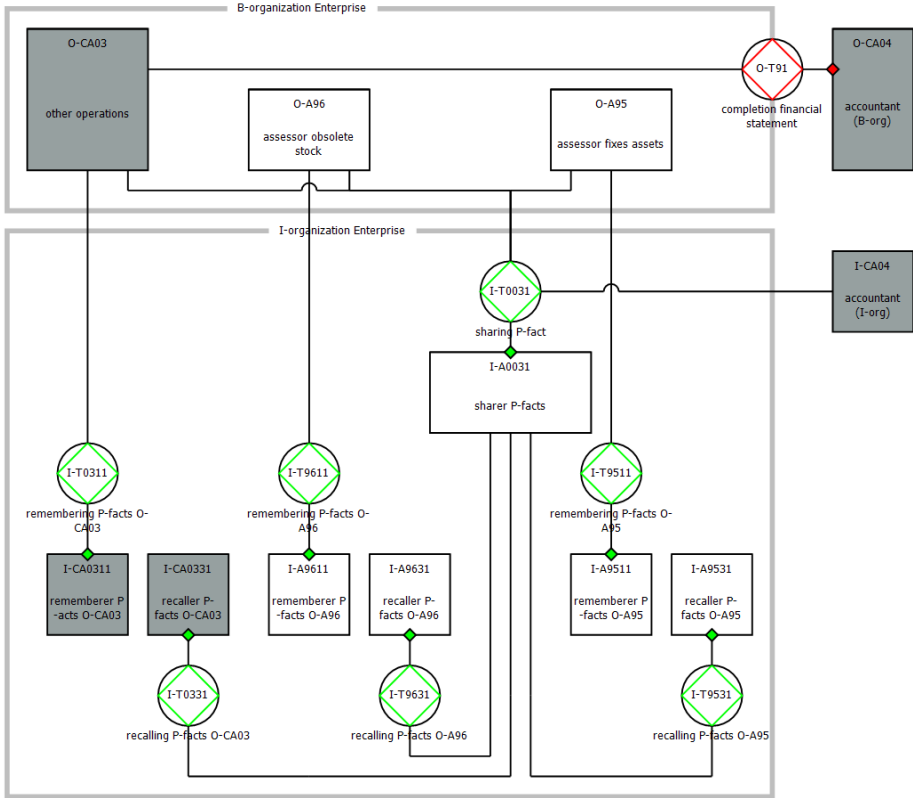 B-organization Enterprise
O-CA03
other operations
O-A96
assessor obsolete
stock
O-A95
assessor fixes assets
O-T91
completion financial
statement
O-CA04
accountant
(B-org)
I-organization Enterprise
I-CA04
accountant
(I-org)
I-T0031
sharing P-fact
I-A0031
sharer P-facts
I-T0311
remembering P-facts O-
CA03
I-T9611
remembering P-facts O-
A96
I-T9511
remembering P-facts O-
A95
I-CA0311
rememberer P
-acts O-CA03
I-CA0331
recaller P-
facts O-CA03
I-A9611
rememberer P
-facts O-A96
I-A9631
recaller P-
facts O-A96
I-A9511
rememberer P
-facts O-A95
I-A9531
recaller P-
facts O-A95
I-T0331
recalling P-facts O-CA03
I-T9631
recalling P-facts O-A96
I-T9531
recalling P-facts O-A95